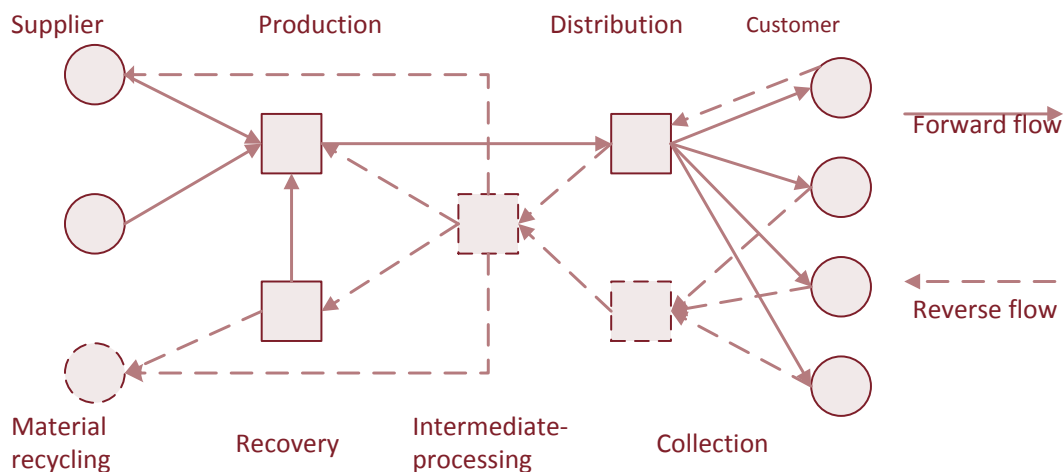 Supplier
Production
Distribution
Customer
Forward flow
Reverse flow
Material
recycling
Recovery
Intermediate-
processing
Collection